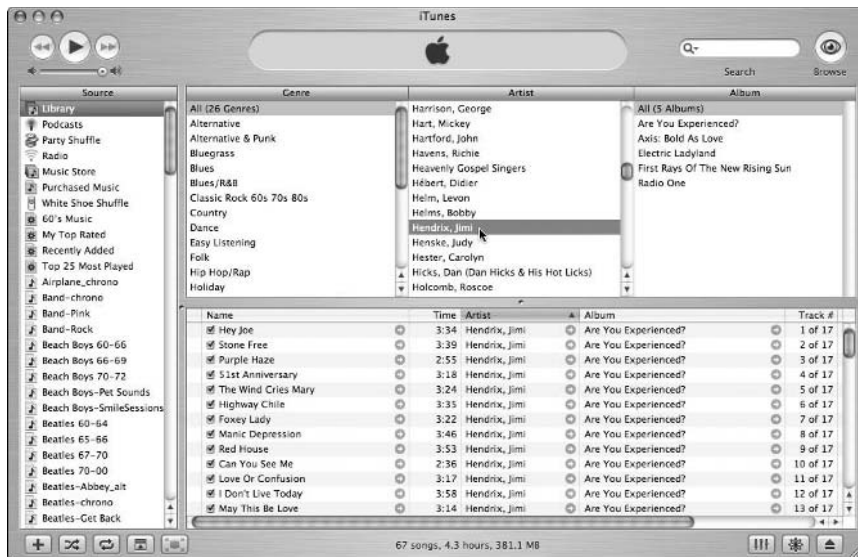 iTunes
Search
Browse
Source
Library
Podcasts
Party Shuffle
Radio
Music Store
Purchased Music
White Shoe Shuffle
60's Music
My Top Rated
Recently Added
Top 25 Most Played
Airplane_chrono
Band-chrono
Band-Pink
Band-Rock
Beach Boys 60-66
Beach Boys 66-69
Beach Boys 70-72
Beach Boys-Pet Sounds
Beach Boys-SmileSessions
Beatles 60-64
Beatles 65-66
Beatles 67-70
Beatles 70-00
Beatles-Abbey_alt
Beatles-chrono
Beatles-Get Back
Genre
All (26 Genres)
Alternative
Alternative & Punk
Bluegrass
Blues
Blues/R&B
Classic Rock 60s 70s 80s
Country
Dance
Easy Listening
Folk
Hip Hop/Rap
Holiday
Artist
Harrison, George
Hart, Mickey
Hartford, John
Havens, Richie
Heavenly Gospel Singers
Hébert, Didier
Helm, Levon
Helms, Bobby
Hendrix, Jimi
Henske, Judy
Hester, Carolyn
Hicks, Dan (Dan Hicks & His Hot Licks)
Holcomb, Roscoe
Album
All (5 Albums)
Are You Experienced?
Axis: Bold As Love
Electric Ladyland
First Rays Of The New Rising Sun
Radio One
Name Time Artist Album Track #
Hey Joe 3:34 Hendrix, Jimi Are You Experienced? 1 of 17
Stone Free 3:39 Hendrix, Jimi Are You Experienced? 2 of 17
Purple Haze 2:55 Hendrix, Jimi Are You Experienced? 3 of 17
51st Anniversary 3:18 Hendrix, Jimi Are You Experienced? 4 of 17
The Wind Cries Mary 3:24 Hendrix, Jimi Are You Experienced? 5 of 17
Highway Chile 3:35 Hendrix, Jimi Are You Experienced? 6 of 17
Foxey Lady 3:22 Hendrix, Jimi Are You Experienced? 7 of 17
Manic Depression 3:46 Hendrix, Jimi Are You Experienced? 8 of 17
Red House 3:53 Hendrix, Jimi Are You Experienced? 9 of 17
Can You See Me 2:36 Hendrix, Jimi Are You Experienced? 10 of 17
Love Or Confusion 3:17 Hendrix, Jimi Are You Experienced? 11 of 17
I Don't Live Today 3:58 Hendrix, Jimi Are You Experienced? 12 of 17
May This Be Love 3:14 Hendrix, Jimi Are You Experienced? 13 of 17
67 songs, 4.3 hours, 381.1 MB